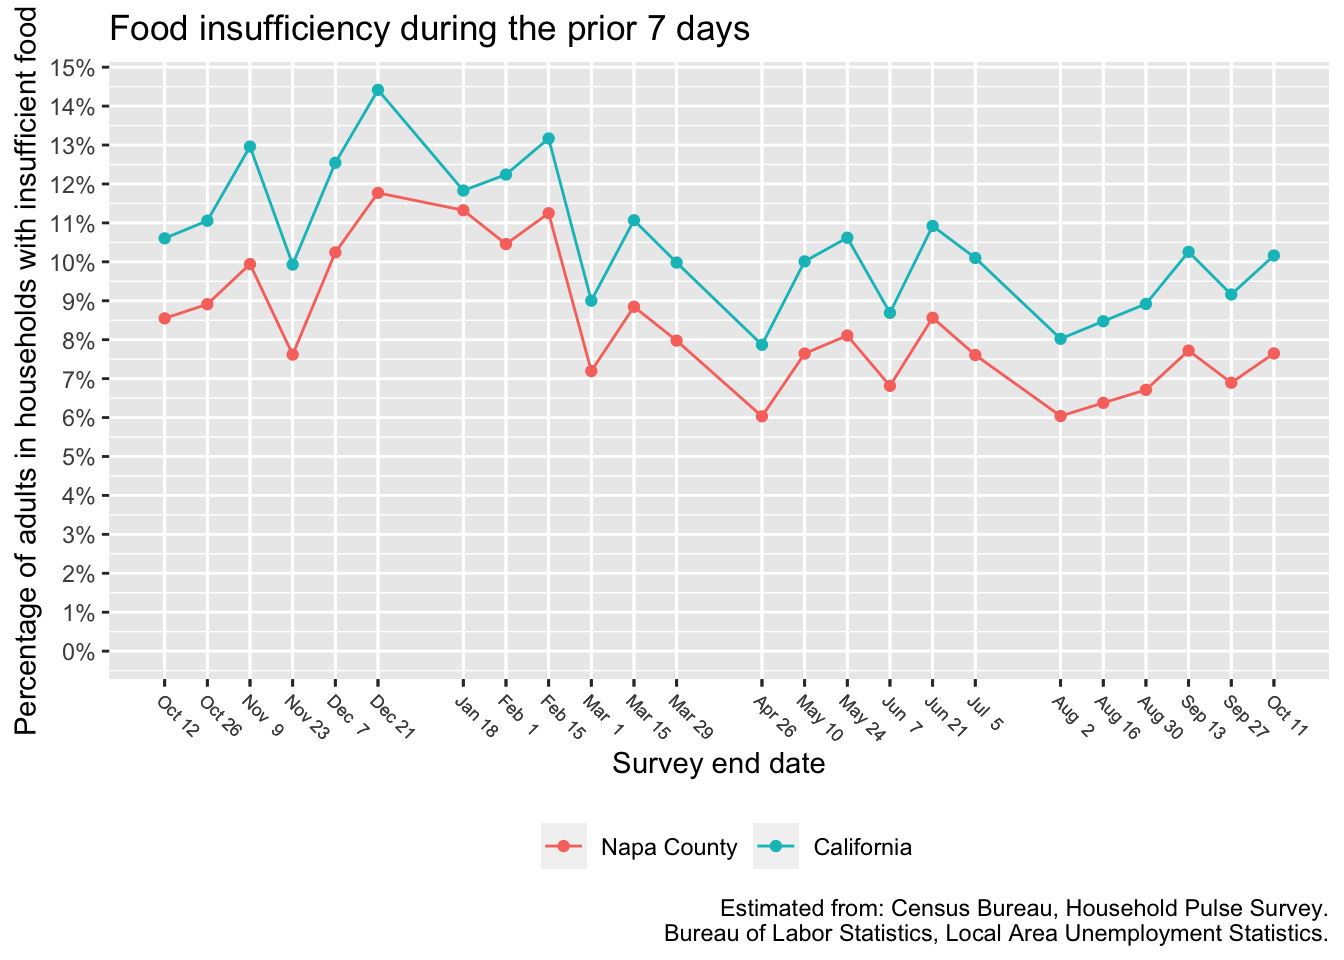 Food insufficiency during the prior 7 days
Percentage of adults in households with insufficient food
15%
14%
13%
12%
11%
10%
9%
8%
7%
6%
5%
4%
3%
2%
1%
0%
Oct 12
Oct 26
Nov 9
Nov 23
Dec 7
Dec 21
Jan 18
Feb 1
Feb 15
Mar 1
Mar 15
Mar 29
Apr 26
May 10
May 24
Jun 7
Jun 21
Jul 5
Aug 2
Aug 16
Aug 30
Sep 13
Sep 27
Oct 11
Survey end date
Napa County
California
Estimated from: Census Bureau, Household Pulse Survey.
Bureau of Labor Statistics, Local Area Unemployment Statistics.